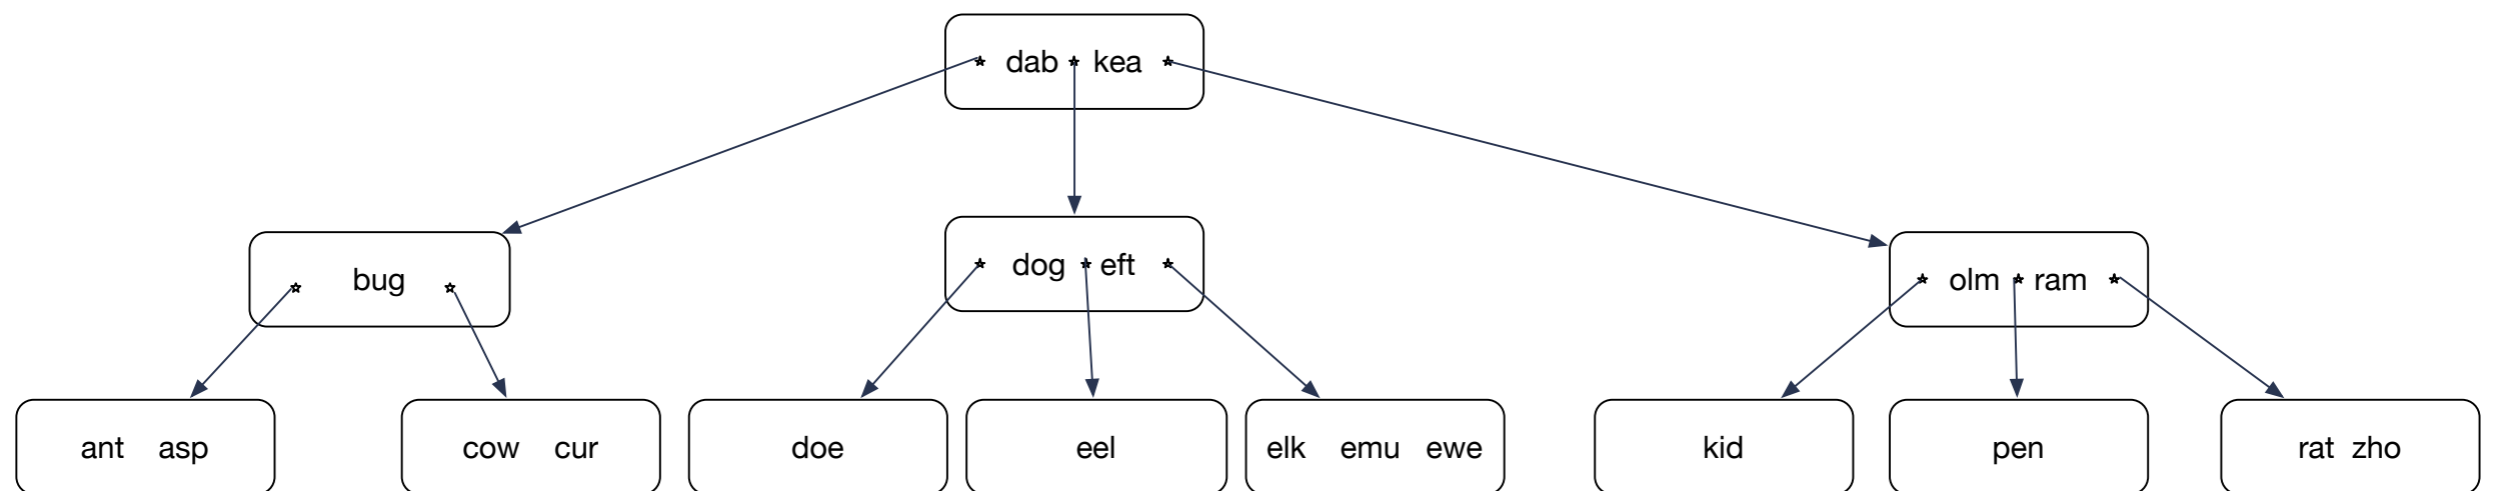 dab kea
bug
dog eft
olm ram
ant asp
cow cur
doe
eel
elk emu ewe
kid
pen
rat zho